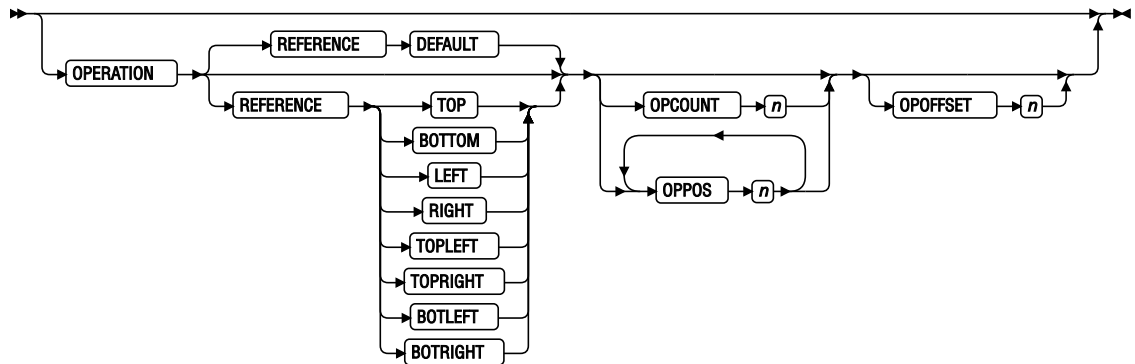 REFERENCE DEFAULT
OPERATION
REFERENCE TOP OPCOUNT n OPOFFSET n
BOTTOM
LEFT
OPPOS n
RIGHT
TOPLEFT
TOPRIGHT
BOTLEFT
BOTRIGHT